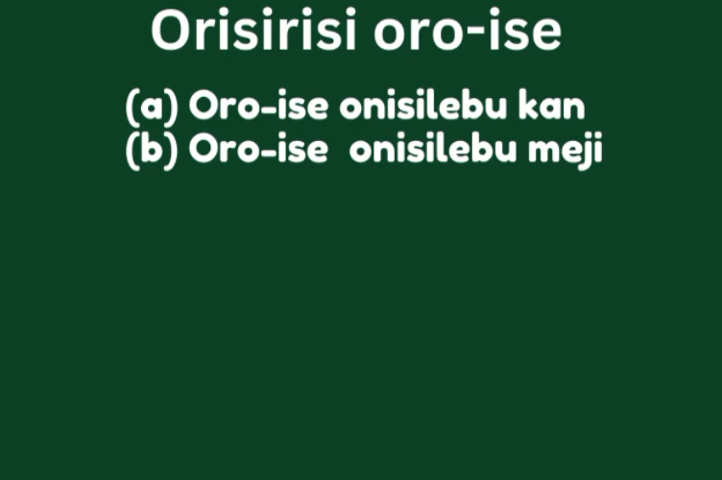 Orisirisi oro-ise
(a) Oro-ise onisilebu kan
(b) Oro-ise onisilebu meji